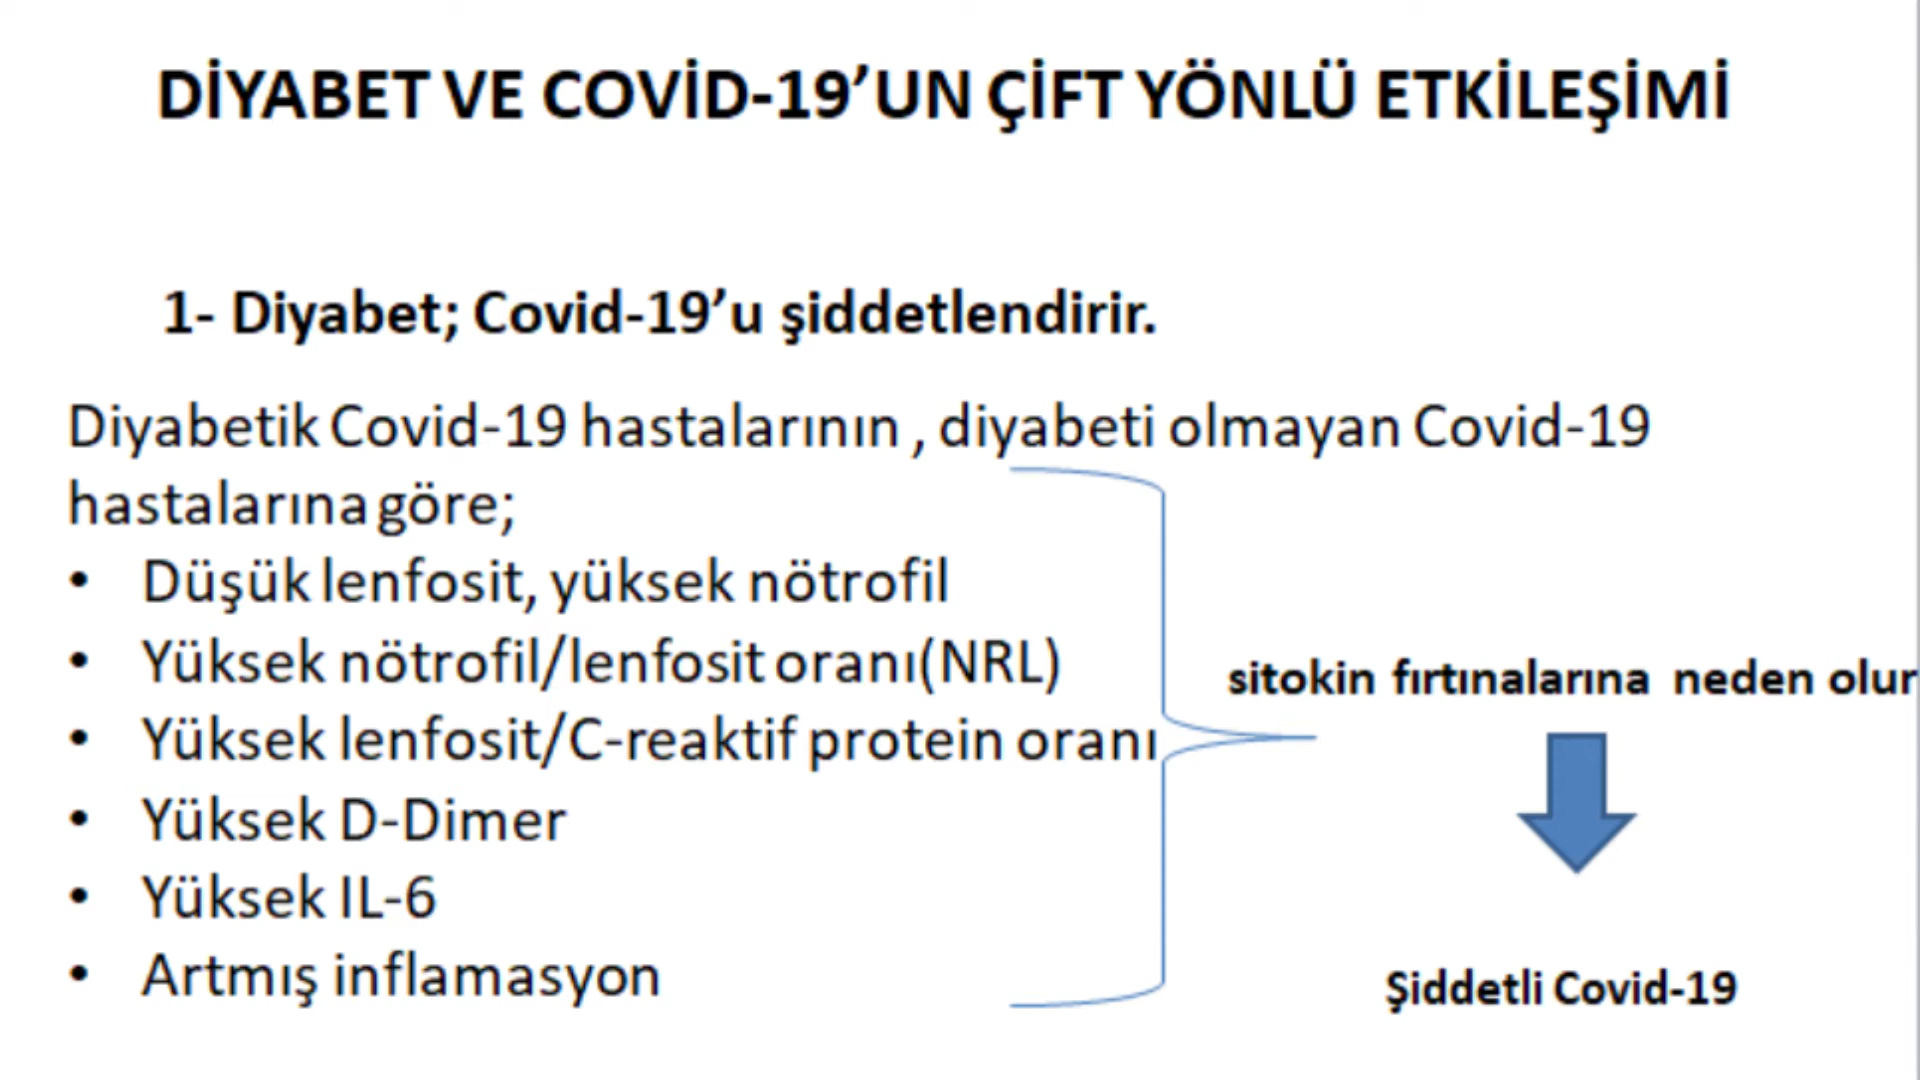 DİYABET VE COVİD-19’UN ÇİFT YÖNLÜ ETKİLEŞİMİ
1- Diyabet; Covid-19’u şiddetlendirir.
Diyabetik Covid-19 hastalarının , diyabeti olmayan Covid-19
hastalarına göre;
• Düşük lenfosit, yüksek nötrofil
• Yüksek nötrofil/lenfosit oranı(NRL)
• Yüksek lenfosit/C-reaktif protein oranı
• Yüksek D-Dimer
• Yüksek IL-6
• Artmış inflamasyon
sitokin fırtınalarına neden olur
Şiddetli Covid-19